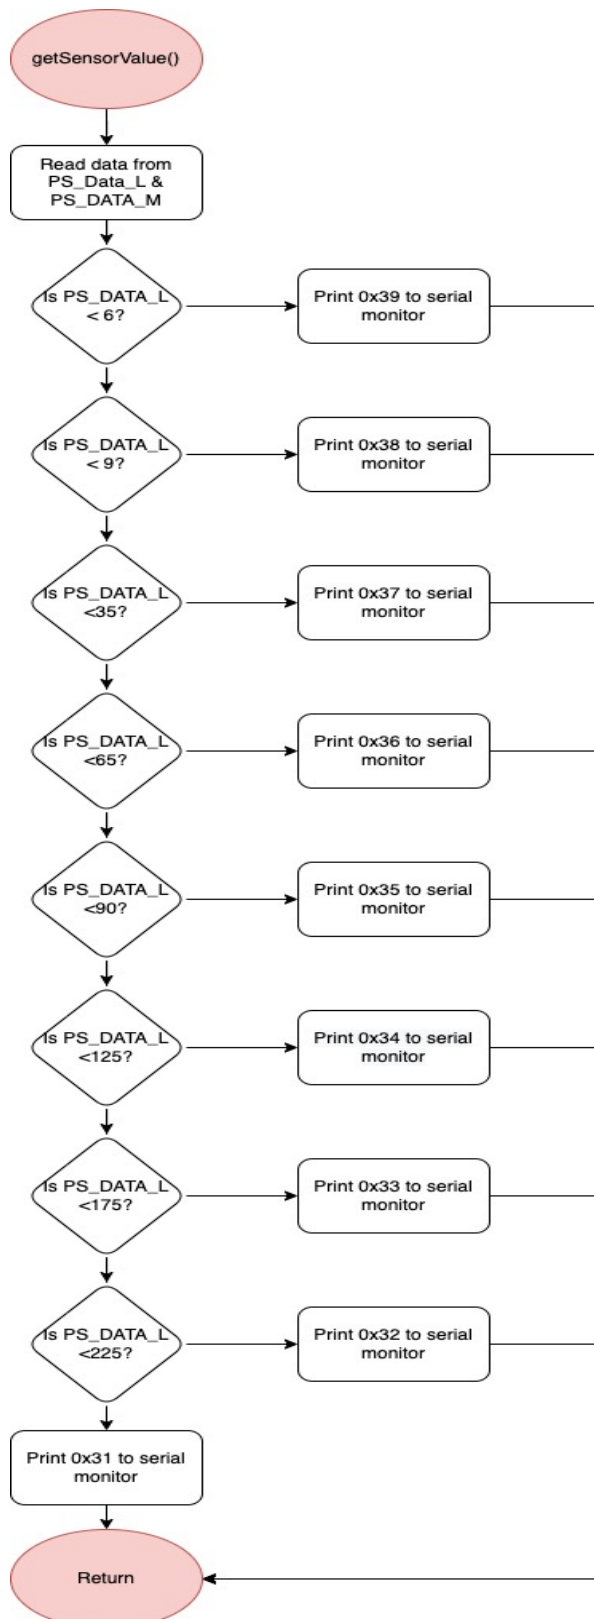 getSensorValue()
Read data from
PS_Data_L &
PS_DATA_M
Is PS_DATA_L
< 6?
Print 0x39 to serial
monitor
Is PS_DATA_L
< 9?
Print 0x38 to serial
monitor
Is PS_DATA_L
<35?
Print 0x37 to serial
monitor
Is PS_DATA_L
<65?
Print 0x36 to serial
monitor
Is PS_DATA_L
<90?
Print 0x35 to serial
monitor
Is PS_DATA_L
<125?
Print 0x34 to serial
monitor
Is PS_DATA_L
<175?
Print 0x33 to serial
monitor
Is PS_DATA_L
<225?
Print 0x32 to serial
monitor
Print 0x31 to serial
monitor
Return